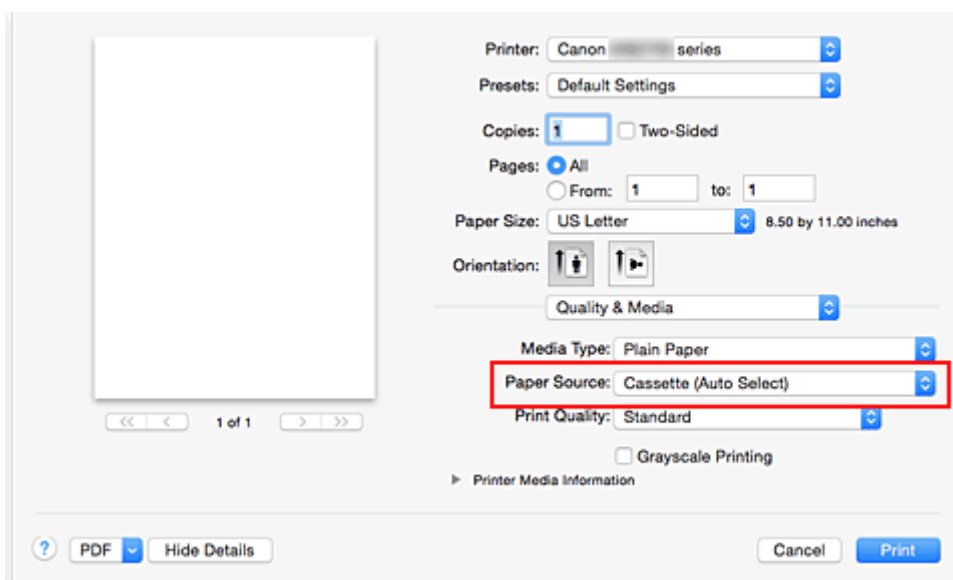 Printer: Canon series
Presets: Default Settings
Copies: 1 Two-Sided
Pages: All
From: 1 to: 1
Paper Size: US Letter 8.50 by 11.00 inches
Orientation:
Quality & Media
Media Type: Plain Paper
Paper Source: Cassette (Auto Select)
1 of 1
Print Quality: Standard
Grayscale Printing
Printer Media Information
? PDF Hide Details Cancel Print